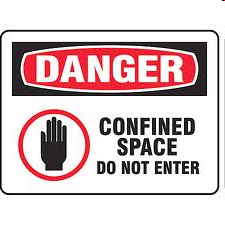 DANGER
CONFINED
SPACE
DO NOT ENTER